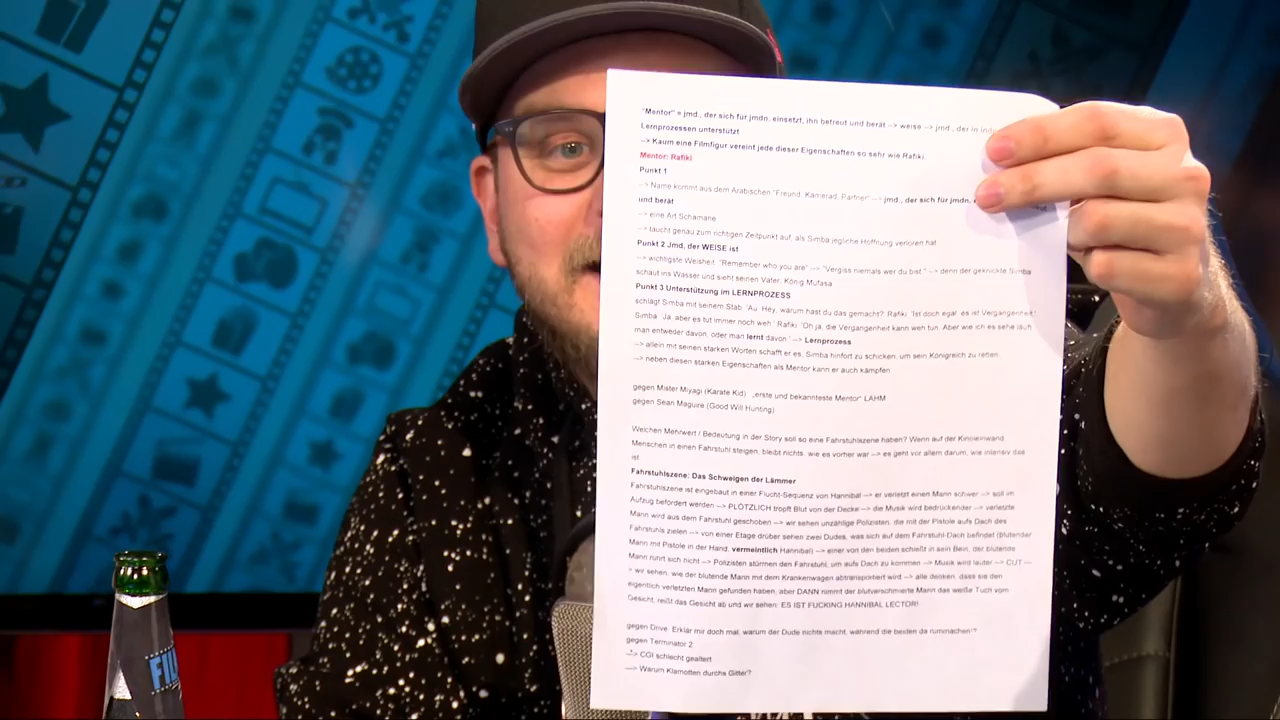 "Mentor" = jmd., der sich für jmdn. einsetzt, ihn betreut und berät --> weise --> jmd., der in
Lernprozessen unterstützt
--> Kaum eine Filmfigur vereint jede dieser Eigenschaften so sehr wie Rafiki
Mentor: Rafiki
Punkt 1
--> Name kommt aus dem Arabischen "Freund, Kamerad, Partner" --> jmd., der sich für jmdn.
und berät
--> eine Art Schamane
--> taucht genau zum richtigen Zeitpunkt auf, als Simba jegliche Hoffnung verloren hat
Punkt 2 Jmd, der WEISE ist
--> wichtigste Weisheit: "Remember who you are" --> "Vergiss niemals wer du bist." --> denn der geknickte Simba
schaut ins Wasser und sieht seinen Vater, König Mufasa
Punkt 3 Unterstützung im LERNPROZESS
schlägt Simba mit seinem Stab: 'Au. Hey, warum hast du das gemacht? Rafiki: 'Ist doch egal, es ist Vergangenheit'
Simba: 'Ja, aber es tut immer noch weh.' Rafiki: 'Oh ja, die Vergangenheit kann weh tun. Aber wie ich es sehe läuft
man entweder davon, oder man lernt davon.' --> Lernprozess
--> allein mit seinen starken Worten schafft er es, Simba hinfort zu schicken, um sein Königreich zu retten
--> neben diesen starken Eigenschaften als Mentor kann er auch kämpfen
gegen Mister Miyagi (Karate Kid) „erste und bekannteste Mentor" LAHM
gegen Sean Maguire (Good Will Hunting)
Welchen Mehrwert / Bedeutung in der Story soll so eine Fahrstuhlszene haben? Wenn auf der Kinoleinwand
Menschen in einen Fahrstuhl steigen, bleibt nichts, wie es vorher war --> es geht vor allem darum, wie intensiv das
ist
Fahrstuhlszene: Das Schweigen der Lämmer
Fahrstuhlszene ist eingebaut in einer Flucht-Sequenz von Hannibal --> er verletzt einen Mann schwer --> soll im
Aufzug befördert werden --> PLÖTZLICH tropft Blut von der Decke --> die Musik wird bedrückender --> verletzte
Mann wird aus dem Fahrstuhl geschoben --> wir sehen unzählige Polizisten, die mit der Pistole aufs Dach des
Fahrstuhls zielen --> von einer Etage drüber sehen zwei Dudes, was sich auf dem Fahrstuhl-Dach befindet (blutender
Mann mit Pistole in der Hand, vermeintlich Hannibal) --> einer von den beiden schießt in sein Bein, der blutende
Mann rührt sich nicht --> Polizisten stürmen den Fahrstuhl, um aufs Dach zu kommen --> Musik wird lauter --> CUT --
> wir sehen, wie der blutende Mann mit dem Krankenwagen abtransportiert wird --> alle denken, dass sie den
eigentlich verletzten Mann gefunden haben, aber DANN nimmt der blutverschmierte Mann das weiße Tuch vom
Gesicht, reißt das Gesicht ab und wir sehen: ES IST FUCKING HANNIBAL LECTOR!
gegen Drive: Erklär mir doch mal, warum der Dude nichts macht, während die beiden da rummachen!?
gegen Terminator 2
--> CGI schlecht gealtert
--> Warum Klamotten durchs Gitter?
FIL